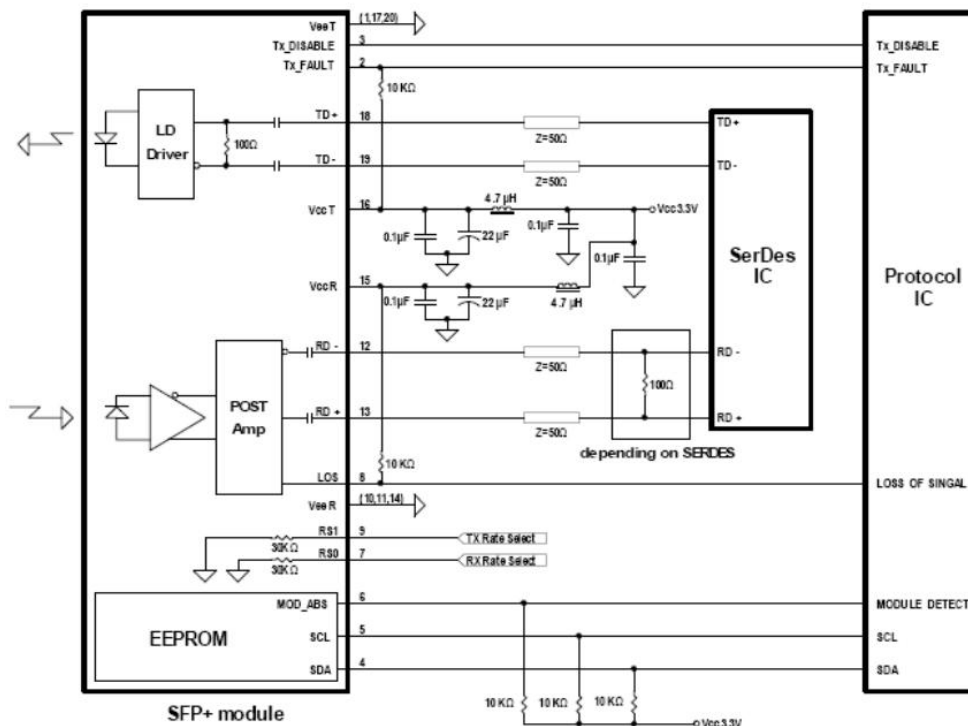 VeeT (1,17,20)
Tx_DISABLE 3 Tx_DISABLE
Tx_FAULT 2 Tx_FAULT
10 KΩ
LD Driver
100Ω
TD+ 18 Z=50Ω TD+
TD- 19 Z=50Ω TD-
VccT 16 4.7 µH Vcc3.3V
0.1µF 22 µF 0.1µF 0.1µF
VccR 15 4.7 µH
0.1µF 22 µF
SerDes IC
Protocol IC
RD - 12 Z=50Ω RD -
100Ω
POST Amp
RD + 13 Z=50Ω RD +
depending on SERDES
10 KΩ
LOS 8 LOSS OF SINGAL
VeeR (10,11,14)
RS1 9 TX Rate Select
30KΩ
RS0 7 RX Rate Select
30KΩ
EEPROM
MOD_ABS 6 MODULE DETECT
SCL 5 SCL
SDA 4 SDA
10 KΩ 10 KΩ 10 KΩ
Vcc3.3V
SFP+ module